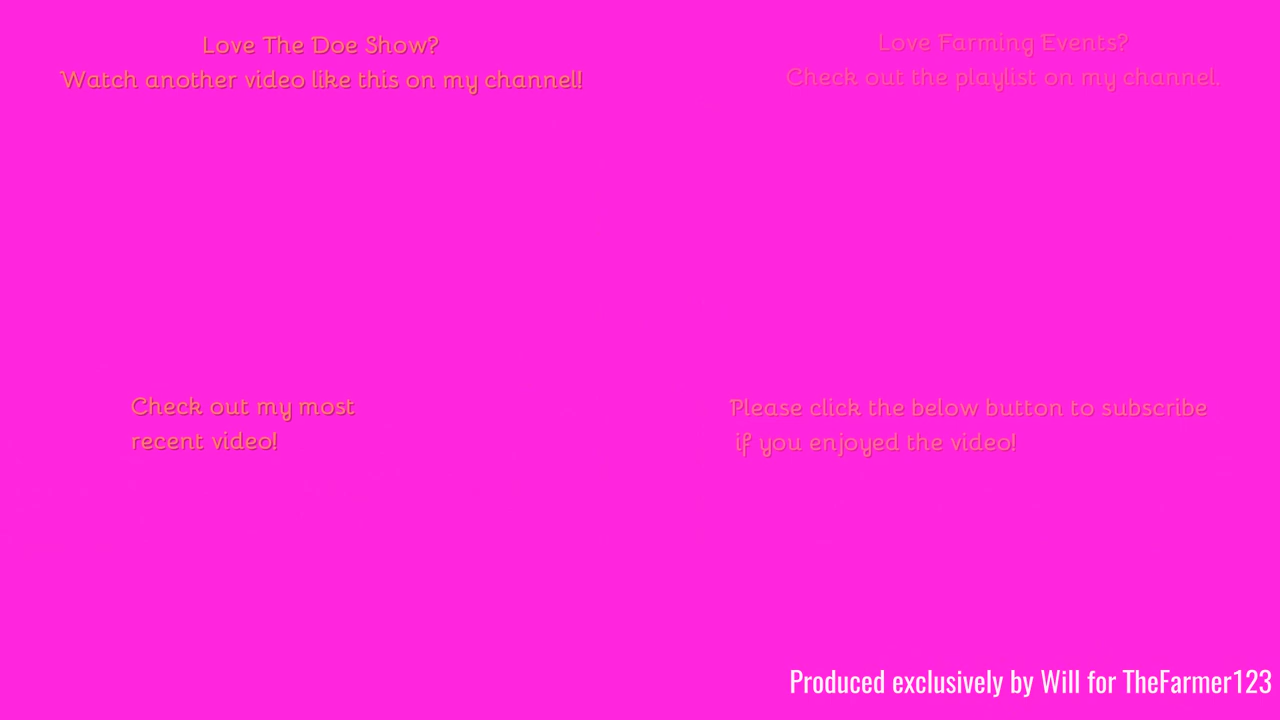 Love The Doe Show?
Watch another video like this on my channel!
Love Farming Events?
Check out the playlist on my channel.
Check out my most
recent video!
Please click the below button to subscribe
if you enjoyed the video!
Produced exclusively by Will for TheFarmer123